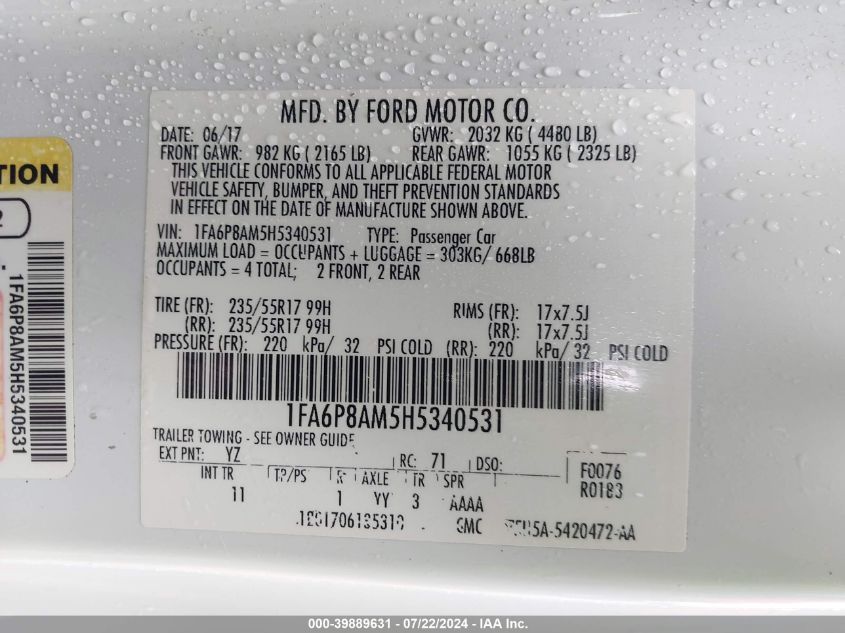 MFD. BY FORD MOTOR CO.
DATE: 06/17 GVWR: 2032 KG ( 4480 LB)
FRONT GAWR: 982 KG ( 2165 LB) REAR GAWR: 1055 KG ( 2325 LB)
THIS VEHICLE CONFORMS TO ALL APPLICABLE FEDERAL MOTOR
VEHICLE SAFETY, BUMPER, AND THEFT PREVENTION STANDARDS
IN EFFECT ON THE DATE OF MANUFACTURE SHOWN ABOVE.
VIN: 1FA6P8AM5H5340531 TYPE: Passenger Car
MAXIMUM LOAD = OCCUPANTS + LUGGAGE = 303KG/ 668LB
OCCUPANTS = 4 TOTAL; 2 FRONT, 2 REAR
TIRE (FR): 235/55R17 99H RIMS (FR): 17x7.5J
(RR): 235/55R17 99H (RR): 17x7.5J
PRESSURE (FR): 220 kPa/ 32 PSI COLD (RR): 220 kPa/ 32 PSI COLD
1FA6P8AM5H5340531
TRAILER TOWING - SEE OWNER GUIDE
EXT PNT: YZ RC: 71 DSO: F0076
INT TR TP/PS R AXLE TR SPR R0183
11 1 YY 3 AAAA
TION
2
1FA6P8AM5H5340531
000-39889631 - 07/22/2024 - IAA Inc.